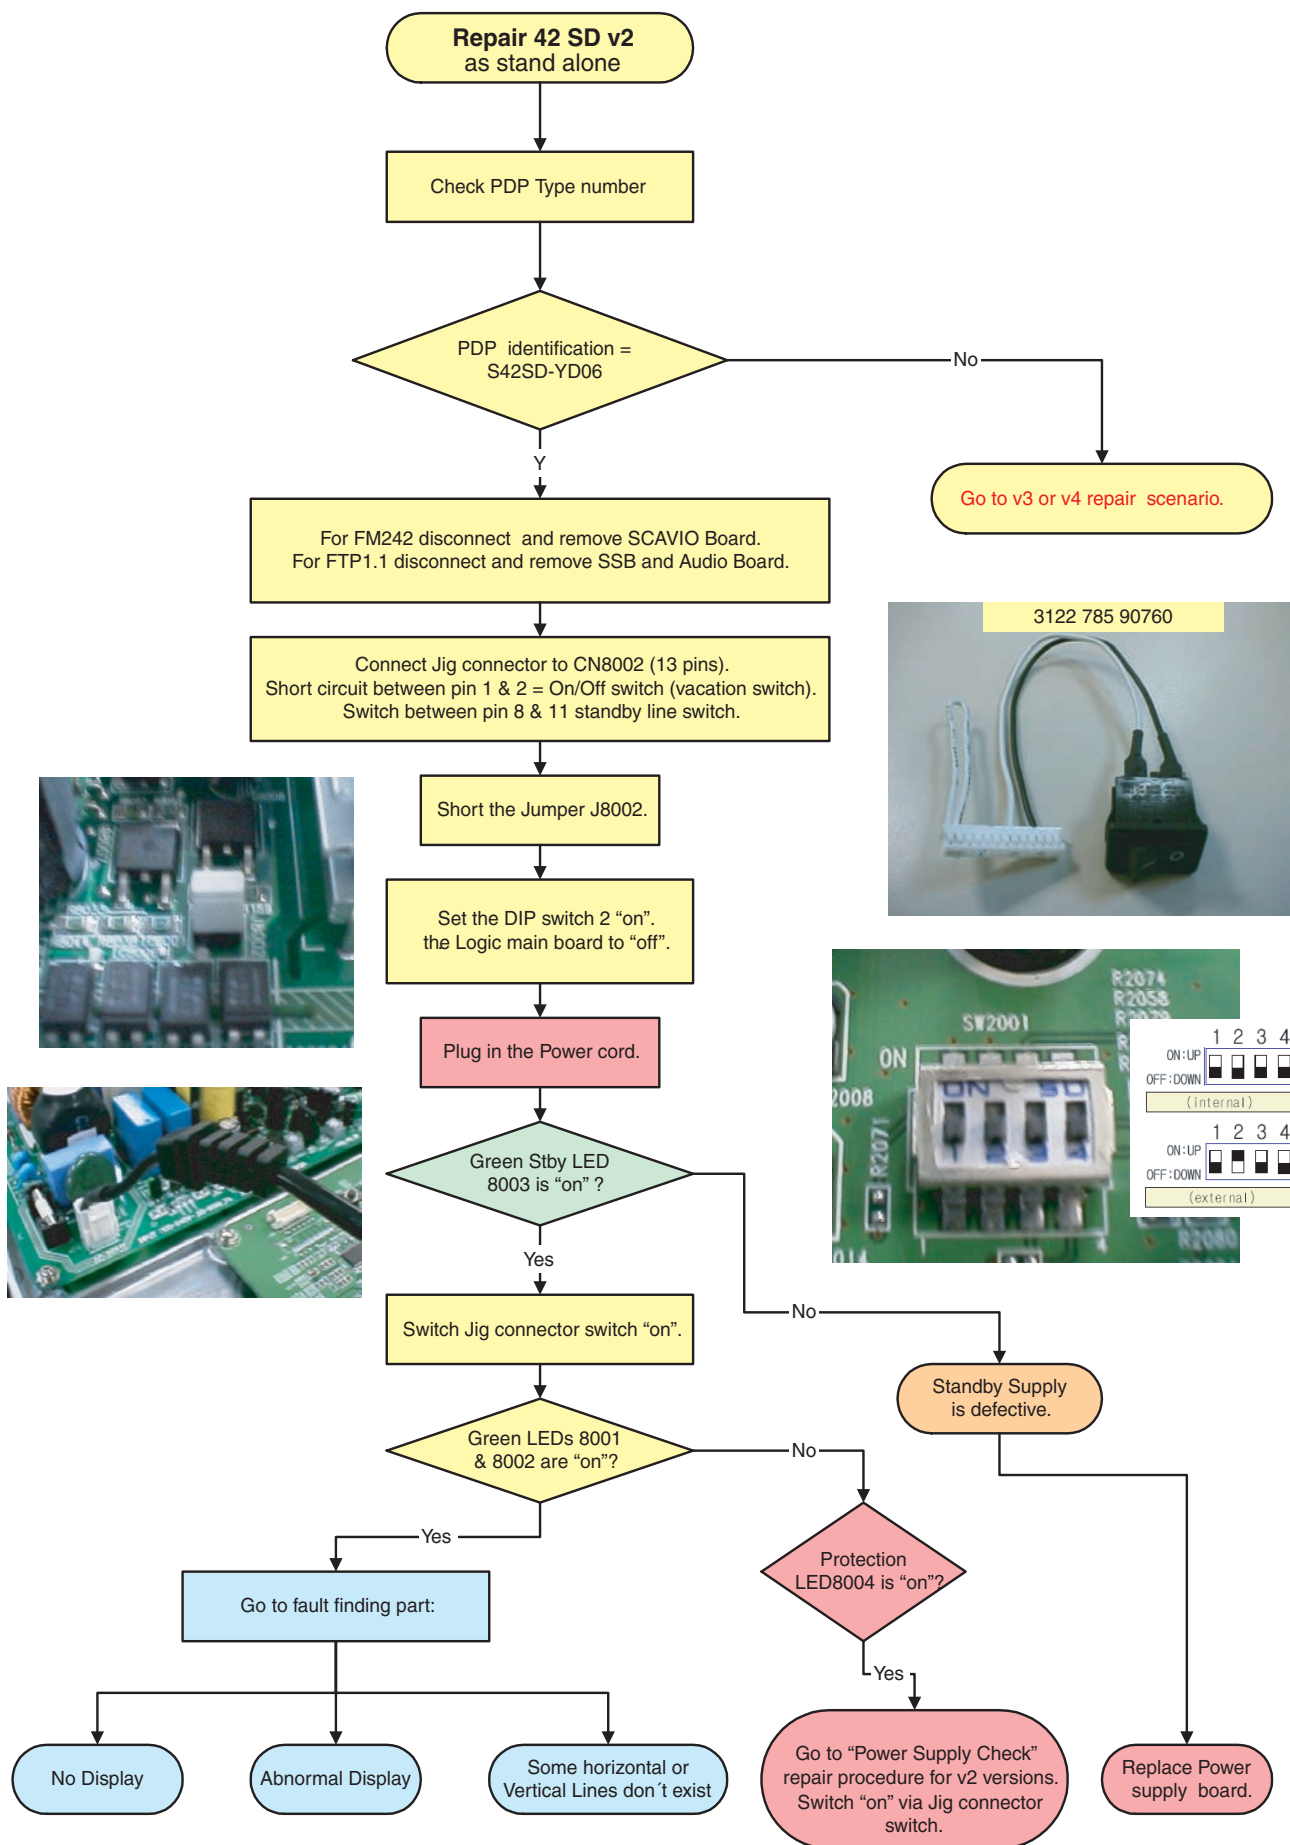 Repair 42 SD v2
as stand alone
Check PDP Type number
PDP identification =
S42SD-YD06
No
Y
Go to v3 or v4 repair scenario.
For FM242 disconnect and remove SCAVIO Board.
For FTP1.1 disconnect and remove SSB and Audio Board.
3122 785 90760
Connect Jig connector to CN8002 (13 pins).
Short circuit between pin 1 & 2 = On/Off switch (vacation switch).
Switch between pin 8 & 11 standby line switch.
Short the Jumper J8002.
Set the DIP switch 2 “on”.
the Logic main board to “off”.
Plug in the Power cord.
R2074
R2058
SW2001
ON
ON SD
2008
R2071
R2080
1 2 3 4
ON:UP
OFF:DOWN
(internal)
1 2 3 4
ON:UP
OFF:DOWN
(external)
Green Stby LED
8003 is “on” ?
Yes
No
Switch Jig connector switch “on”.
Standby Supply
is defective.
Green LEDs 8001
& 8002 are “on”?
No
Yes
Protection
LED8004 is “on”?
Go to fault finding part:
Yes
No Display
Abnormal Display
Some horizontal or
Vertical Lines don´t exist
Go to “Power Supply Check”
repair procedure for v2 versions.
Switch “on” via Jig connector
switch.
Replace Power
supply board.